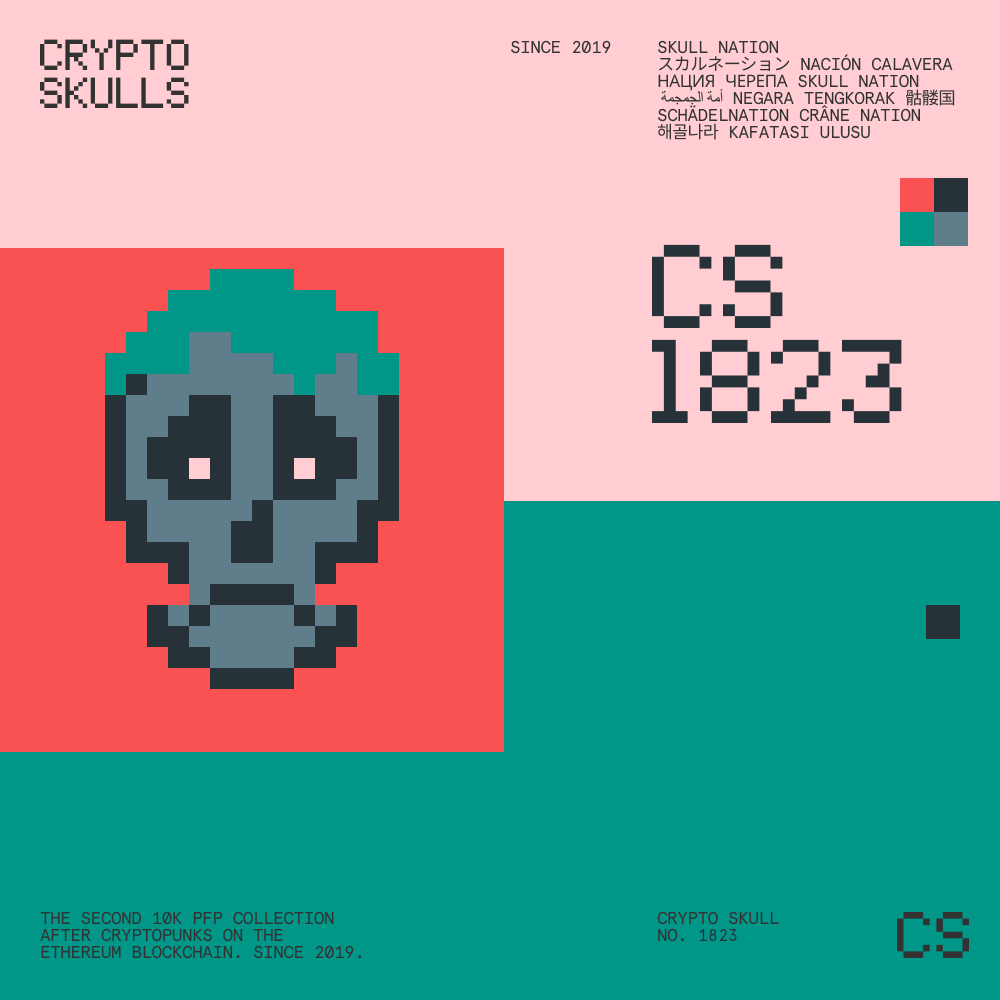 CRYPTO
SKULLS
SINCE 2019
SKULL NATION
スカルネーション NACIÓN CALAVERA
НАЦИЯ ЧЕРЕПА SKULL NATION
أمة الجمجمة NEGARA TENGKORAK 骷髅国
SCHÄDELNATION CRÂNE NATION
해골나라 KAFATASI ULUSU
CS
1823
THE SECOND 10K PFP COLLECTION
AFTER CRYPTOPUNKS ON THE
ETHEREUM BLOCKCHAIN. SINCE 2019.
CRYPTO SKULL
NO. 1823
CS